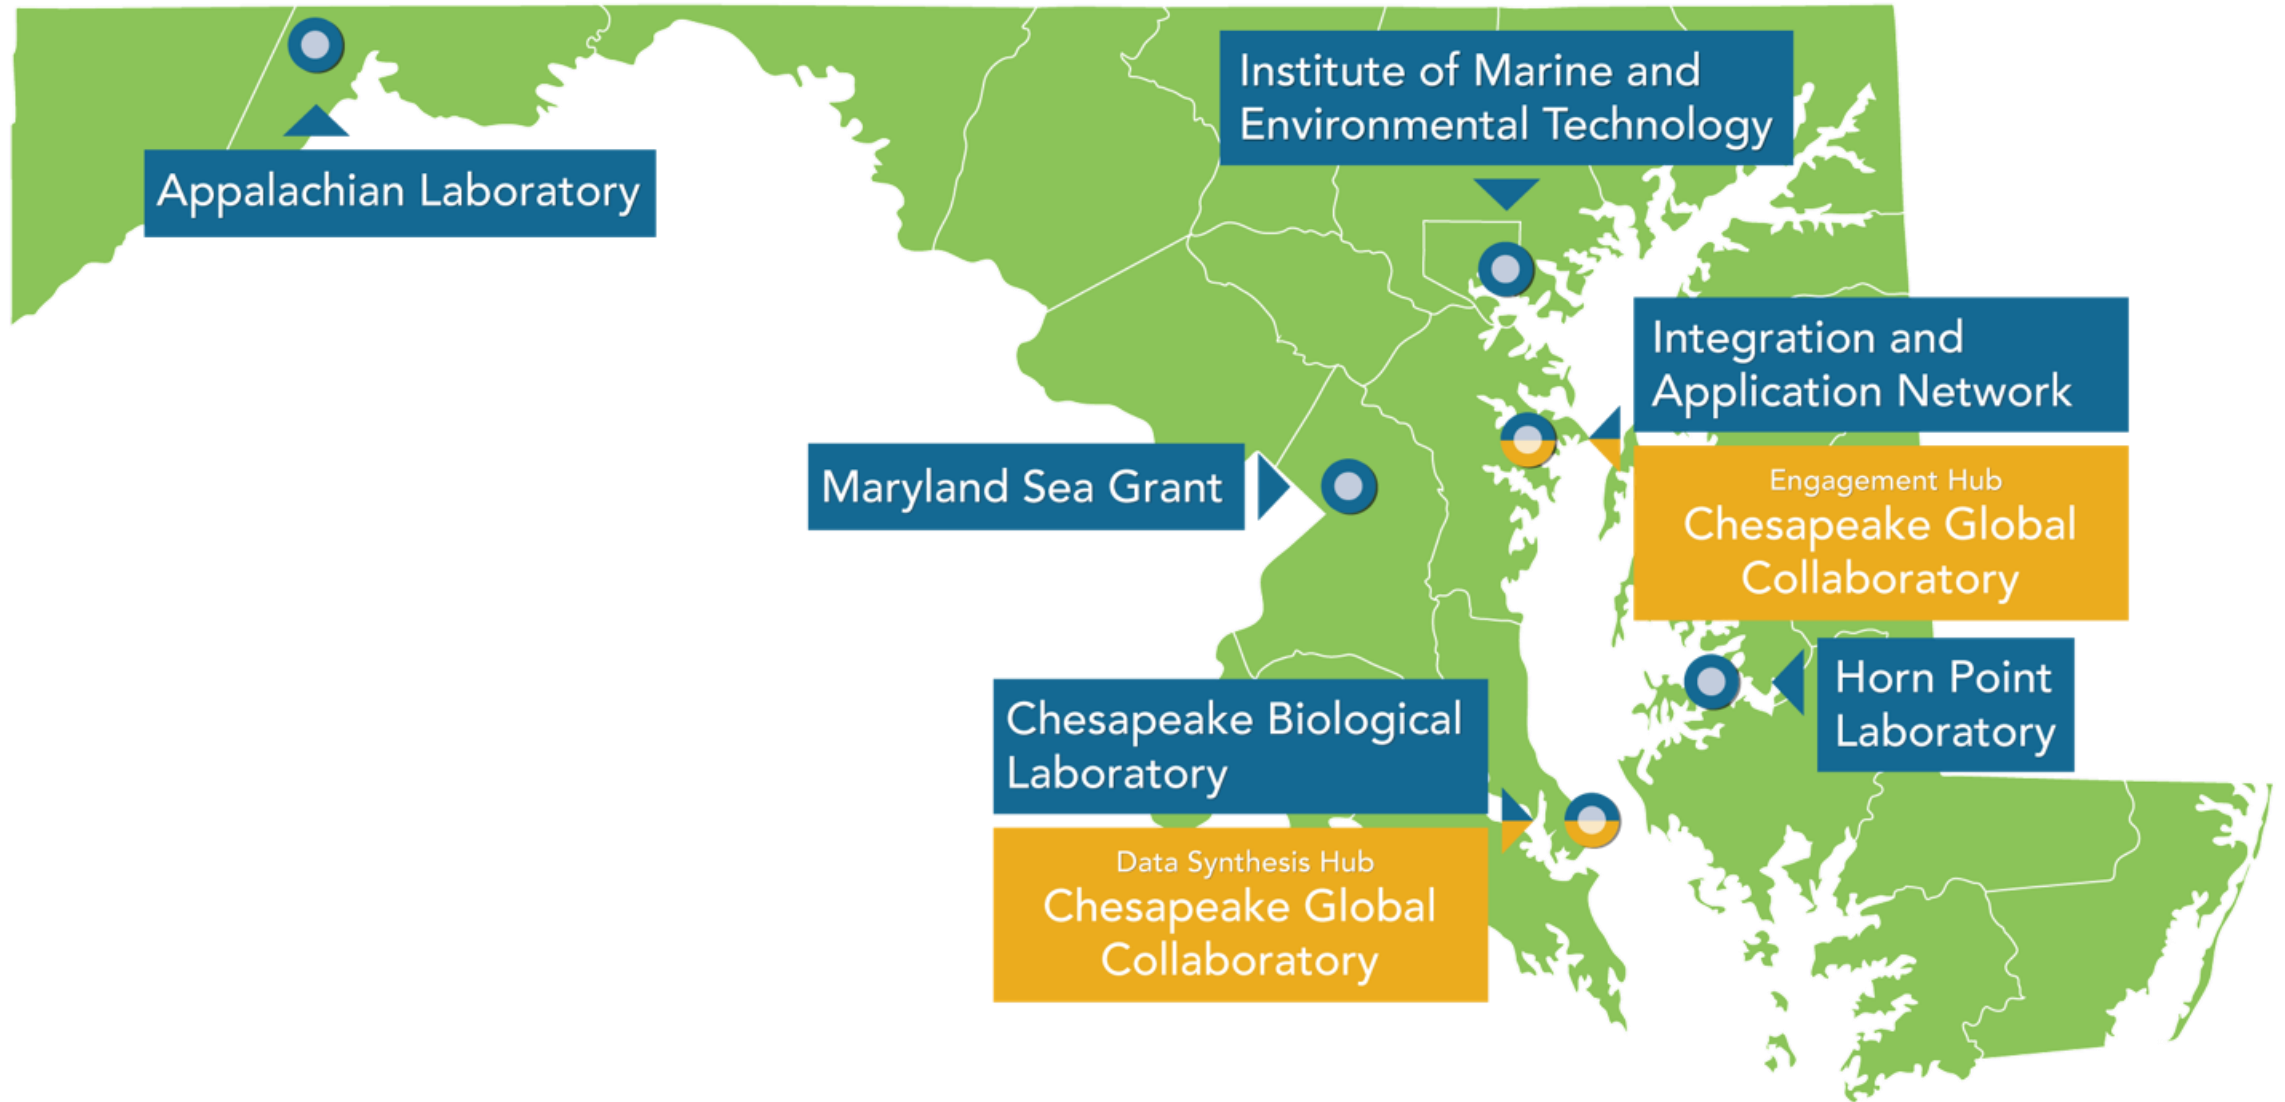 Institute of Marine and
Environmental Technology
Appalachian Laboratory
Integration and
Application Network
Engagement Hub
Chesapeake Global
Collaboratory
Maryland Sea Grant
Horn Point
Laboratory
Chesapeake Biological
Laboratory
Data Synthesis Hub
Chesapeake Global
Collaboratory